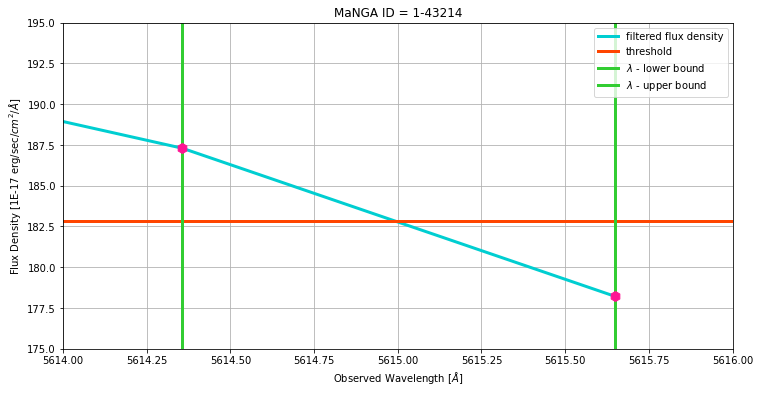 MaNGA ID = 1-43214
filtered flux density
threshold
λ - lower bound
λ - upper bound
Flux Density [1E-17 erg/sec/cm²/Å]
195.0
192.5
190.0
187.5
185.0
182.5
180.0
177.5
175.0
5614.00 5614.25 5614.50 5614.75 5615.00 5615.25 5615.50 5615.75 5616.00
Observed Wavelength [Å]